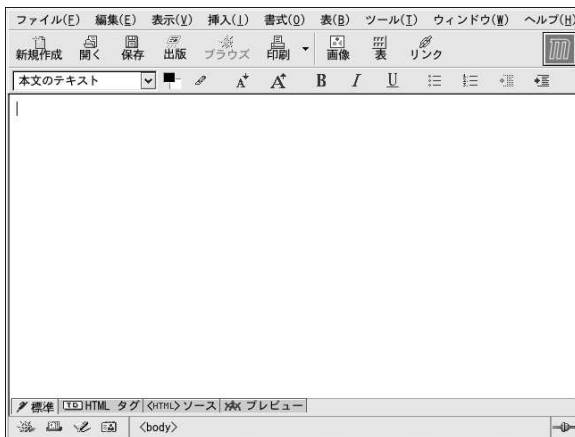 ファイル(F) 編集(E) 表示(V) 挿入(I) 書式(O) 表(B) ツール(T) ウィンドウ(W) ヘルプ(H)
新規作成 開く 保存 出版 ブラウズ 印刷 画像 表 リンク
本文のテキスト A A B I U
標準 TD HTML タグ <HTML> ソース プレビュー
<body>